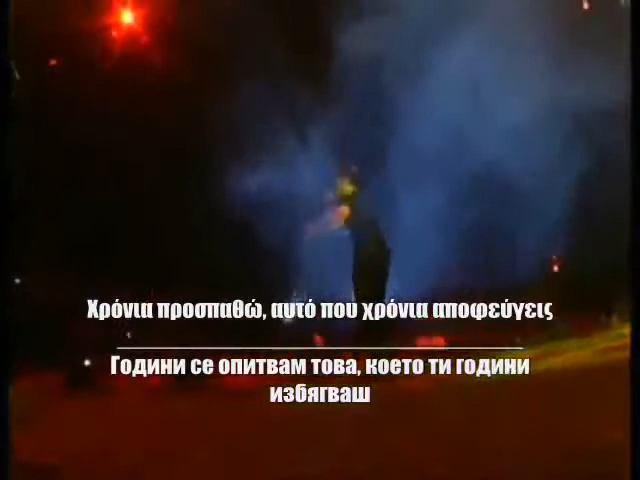 Χρόνια προσπαθώ, αυτό που χρόνια αποφεύγεις
Години се опитвам това, което ти години
избягваш